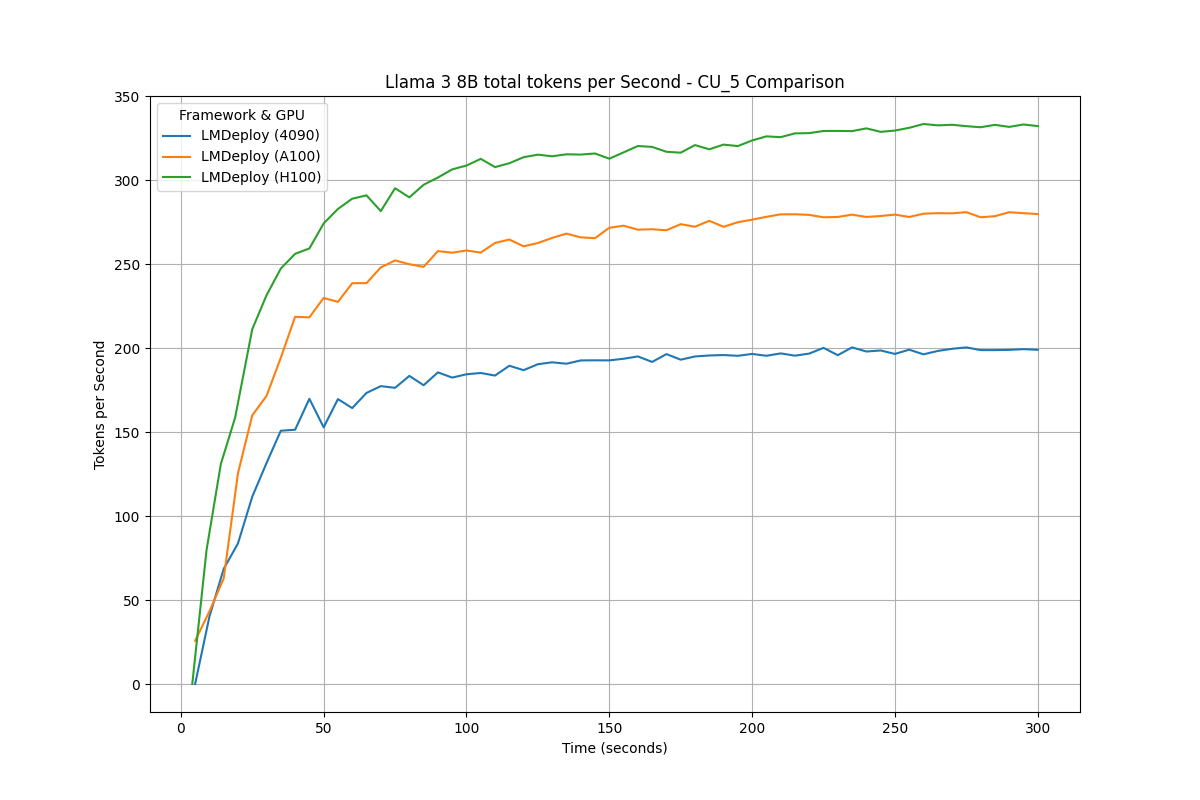 Llama 3 8B total tokens per Second - CU_5 Comparison
Framework & GPU
LMDeploy (4090)
LMDeploy (A100)
LMDeploy (H100)
350
300
250
200
150
100
50
0
Tokens per Second
0 50 100 150 200 250 300
Time (seconds)